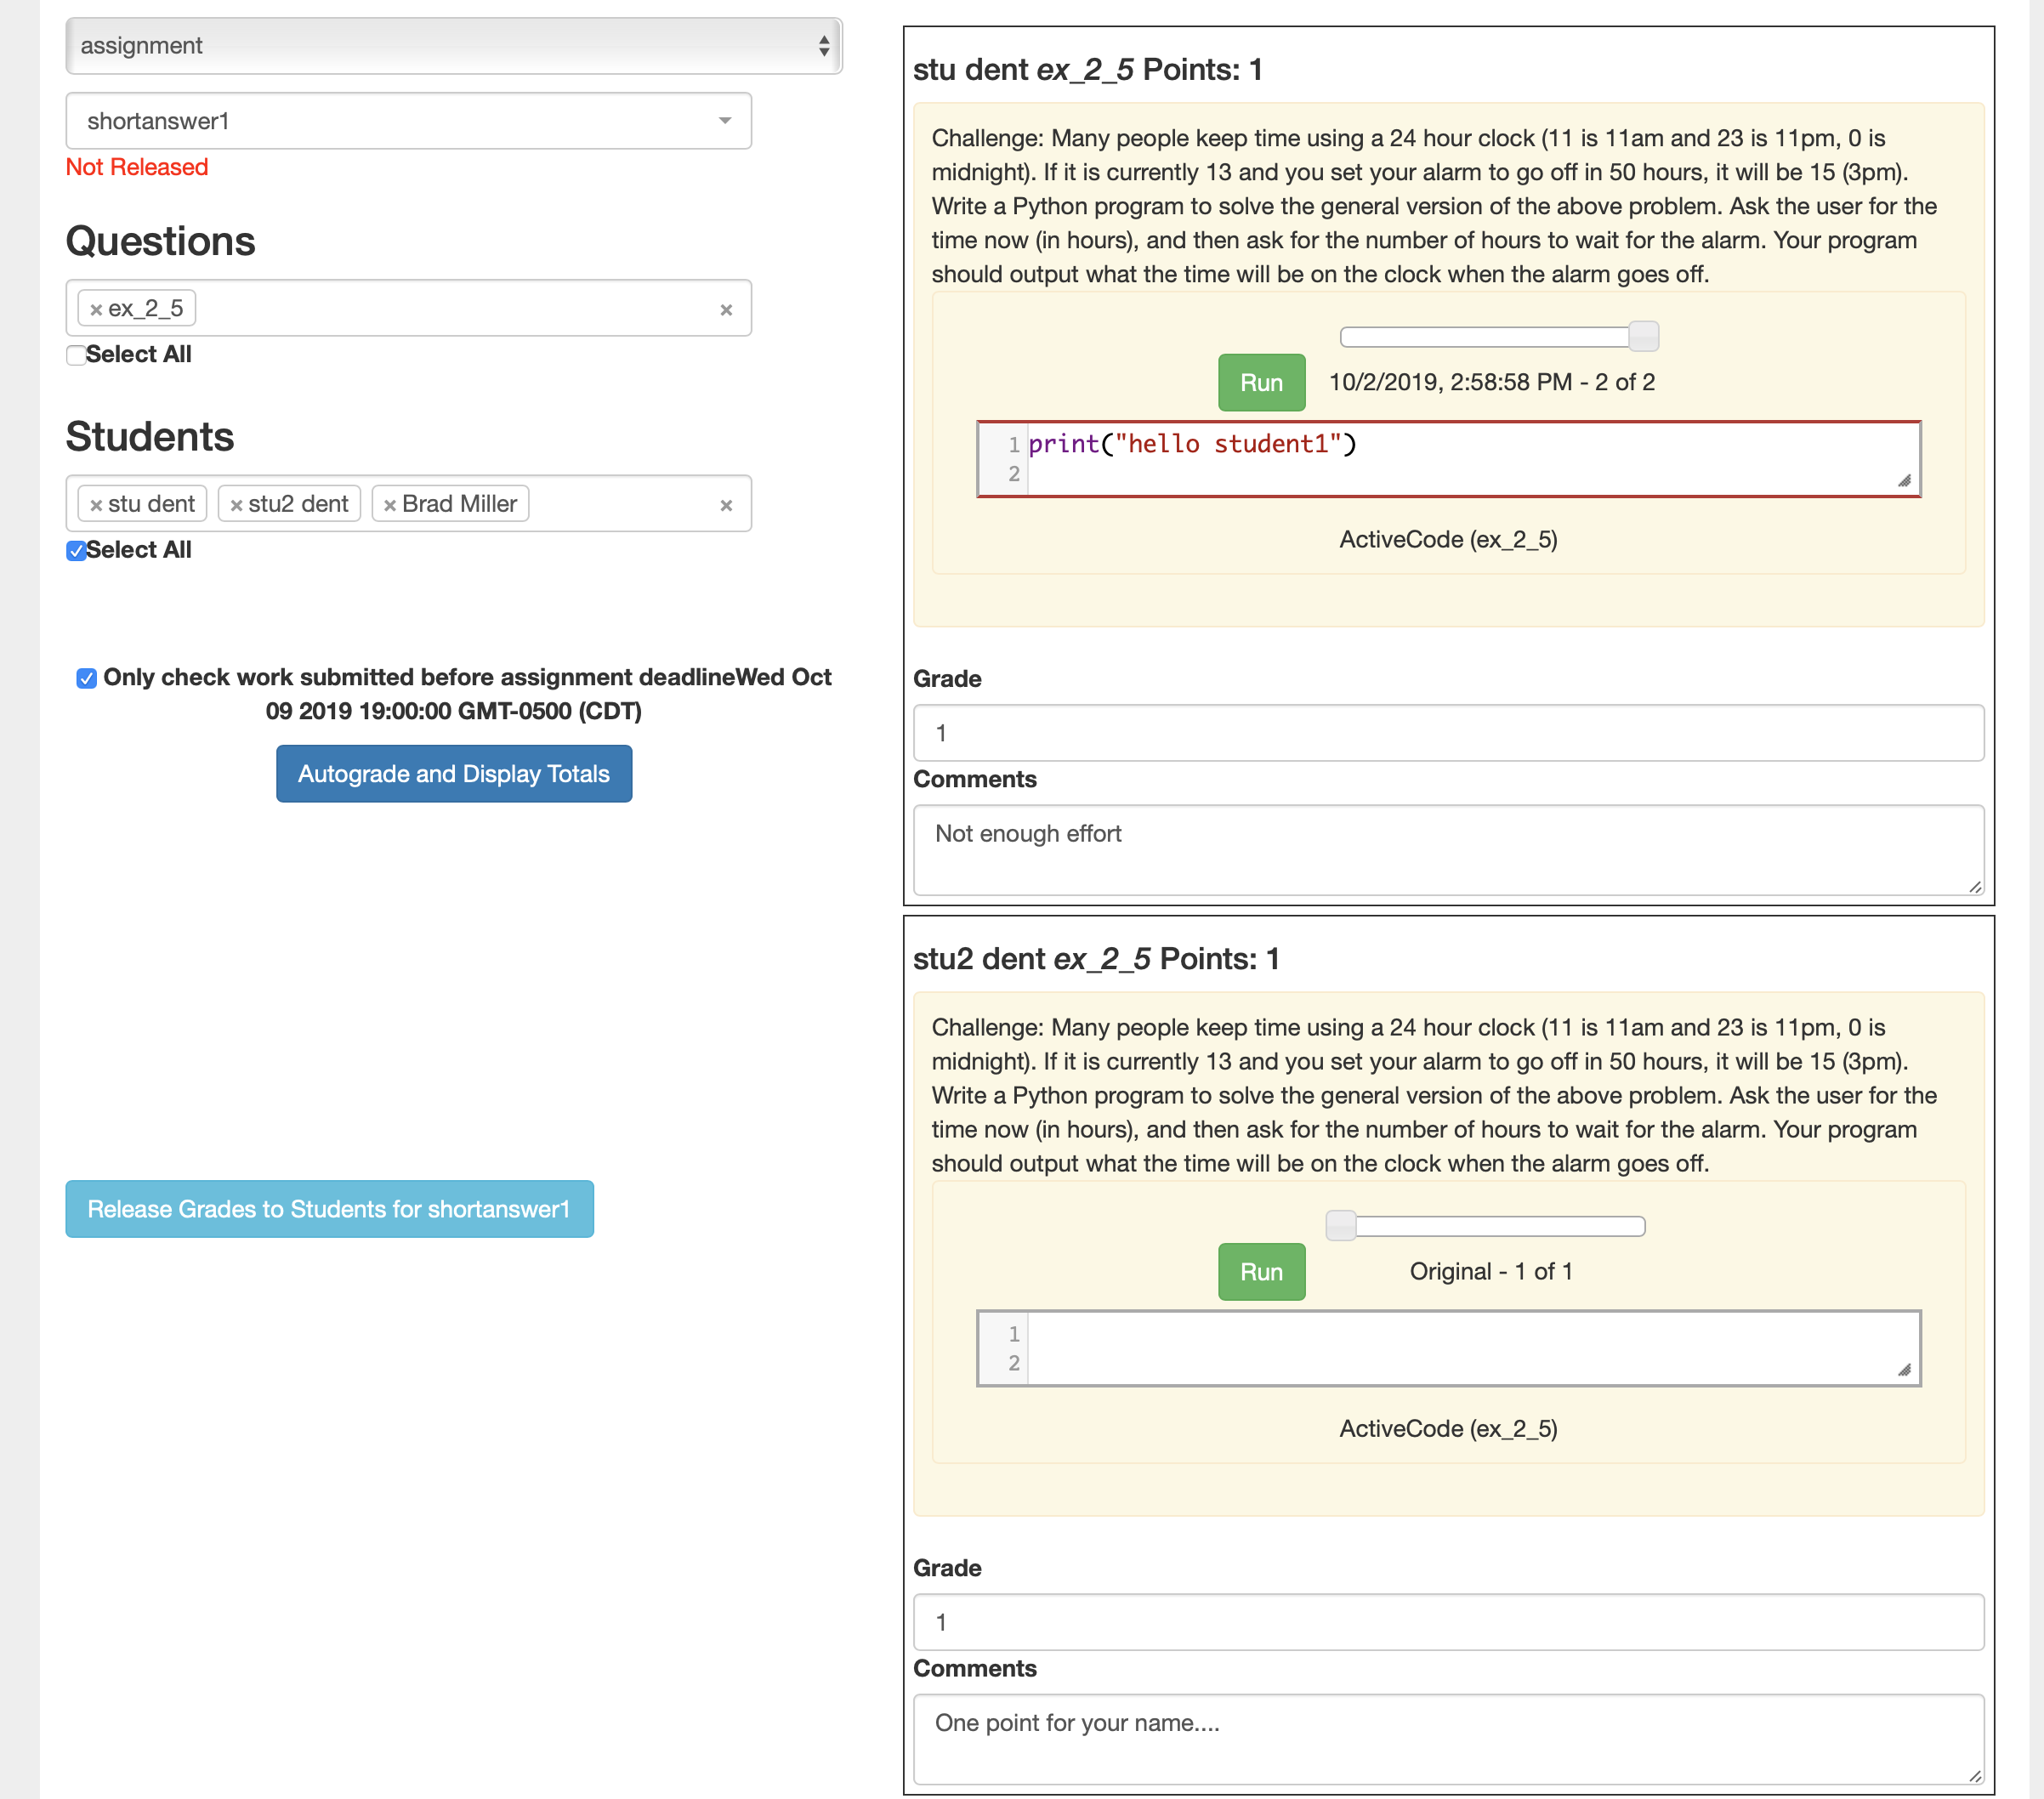 assignment
shortanswer1
Not Released
Questions
× ex_2_5 ×
Select All
Students
× stu dent × stu2 dent × Brad Miller ×
Select All
Only check work submitted before assignment deadlineWed Oct
09 2019 19:00:00 GMT-0500 (CDT)
Autograde and Display Totals
Release Grades to Students for shortanswer1
stu dent ex_2_5 Points: 1
Challenge: Many people keep time using a 24 hour clock (11 is 11am and 23 is 11pm, 0 is
midnight). If it is currently 13 and you set your alarm to go off in 50 hours, it will be 15 (3pm).
Write a Python program to solve the general version of the above problem. Ask the user for the
time now (in hours), and then ask for the number of hours to wait for the alarm. Your program
should output what the time will be on the clock when the alarm goes off.
Run 10/2/2019, 2:58:58 PM - 2 of 2
1 print("hello student1")
2
ActiveCode (ex_2_5)
Grade
1
Comments
Not enough effort
stu2 dent ex_2_5 Points: 1
Challenge: Many people keep time using a 24 hour clock (11 is 11am and 23 is 11pm, 0 is
midnight). If it is currently 13 and you set your alarm to go off in 50 hours, it will be 15 (3pm).
Write a Python program to solve the general version of the above problem. Ask the user for the
time now (in hours), and then ask for the number of hours to wait for the alarm. Your program
should output what the time will be on the clock when the alarm goes off.
Run Original - 1 of 1
1
2
ActiveCode (ex_2_5)
Grade
1
Comments
One point for your name....